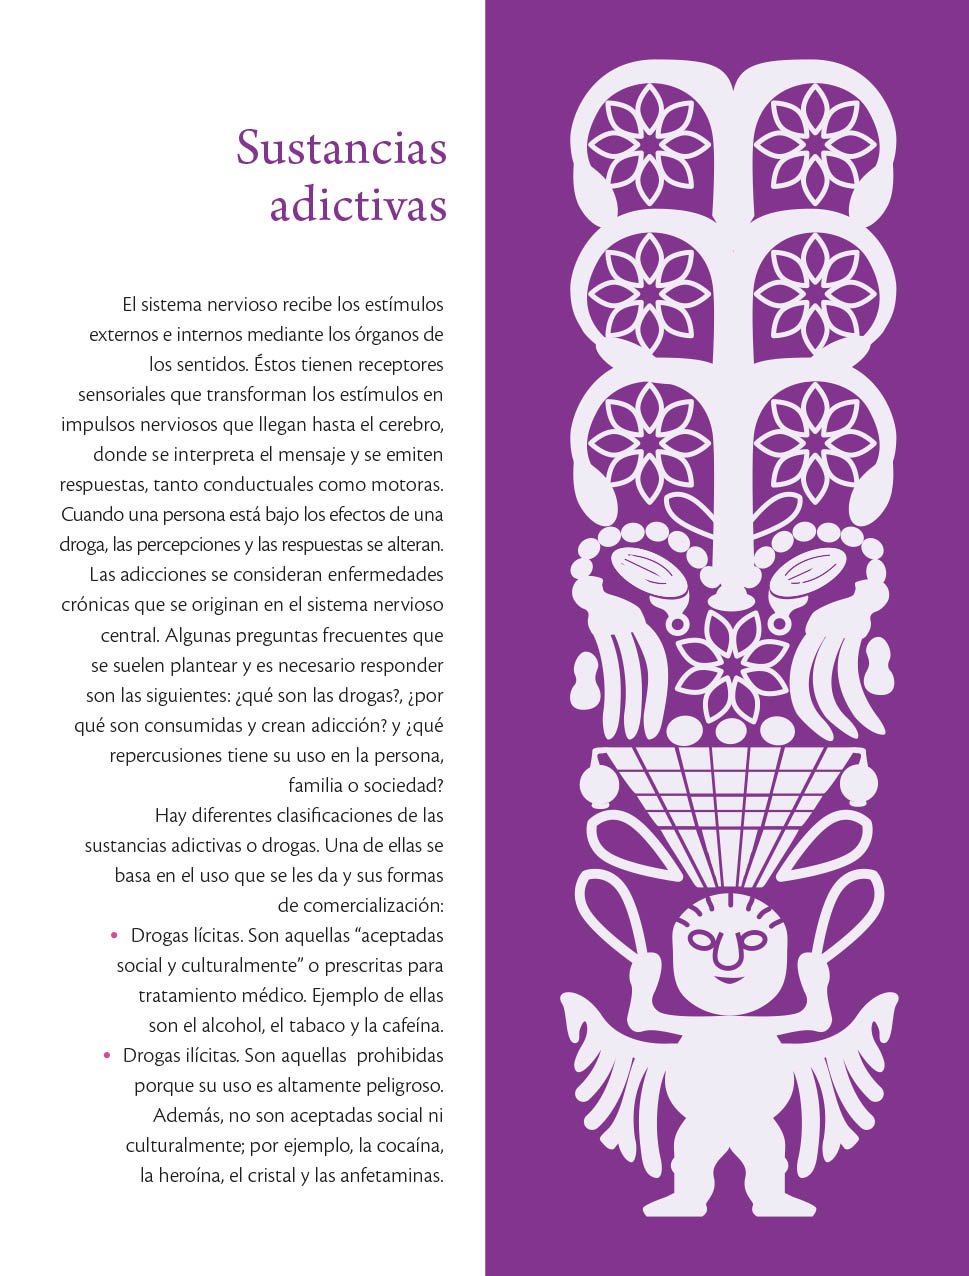 Sustancias
adictivas
El sistema nervioso recibe los estímulos
externos e internos mediante los órganos de
los sentidos. Éstos tienen receptores
sensoriales que transforman los estímulos en
impulsos nerviosos que llegan hasta el cerebro,
donde se interpreta el mensaje y se emiten
respuestas, tanto conductuales como motoras.
Cuando una persona está bajo los efectos de una
droga, las percepciones y las respuestas se alteran.
Las adicciones se consideran enfermedades
crónicas que se originan en el sistema nervioso
central. Algunas preguntas frecuentes que
se suelen plantear y es necesario responder
son las siguientes: ¿qué son las drogas?, ¿por
qué son consumidas y crean adicción? y ¿qué
repercusiones tiene su uso en la persona,
familia o sociedad?
Hay diferentes clasificaciones de las
sustancias adictivas o drogas. Una de ellas se
basa en el uso que se les da y sus formas
de comercialización:
• Drogas lícitas. Son aquellas “aceptadas
social y culturalmente” o prescritas para
tratamiento médico. Ejemplo de ellas
son el alcohol, el tabaco y la cafeína.
• Drogas ilícitas. Son aquellas prohibidas
porque su uso es altamente peligroso.
Además, no son aceptadas social ni
culturalmente; por ejemplo, la cocaína,
la heroína, el cristal y las anfetaminas.